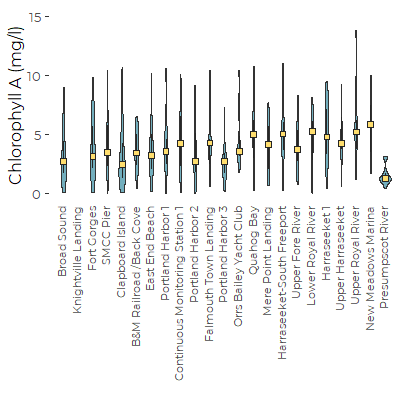 Chlorophyll A (mg/l)
15
10
5
0
Broad Sound
Knightville Landing
Fort Gorges
SMCC Pier
Clapboard Island
B&M Railroad /Back Cove
East End Beach
Portland Harbor 1
Continuous Monitoring Station 1
Portland Harbor 2
Falmouth Town Landing
Portland Harbor 3
Orrs Bailey Yacht Club
Quahog Bay
Mere Point Landing
Harraseeket-South Freeport
Upper Fore River
Lower Royal River
Harraseeket 1
Upper Harraseeket
Upper Royal River
New Meadows Marina
Presumpscot River